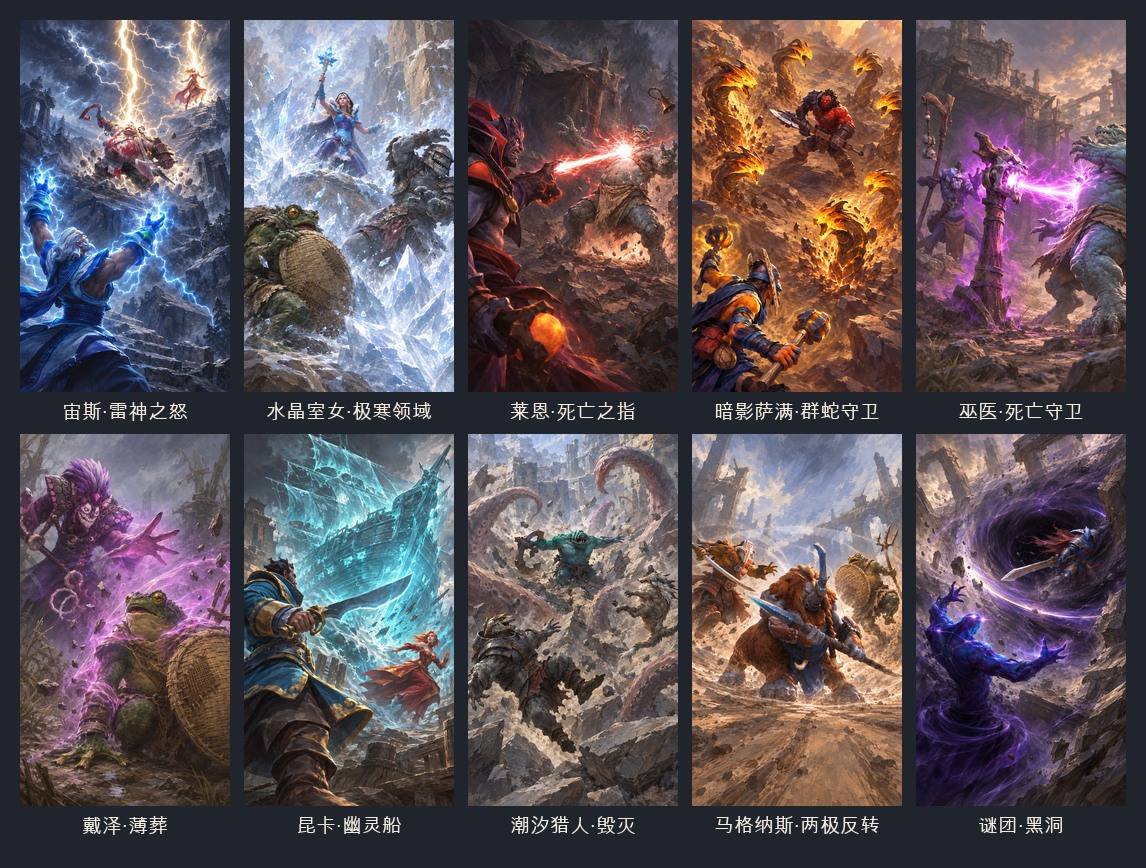 宙斯·雷神之怒
水晶室女·极寒领域
莱恩·死亡之指
暗影萨满·群蛇守卫
巫医·死亡守卫
戴泽·薄葬
昆卡·幽灵船
潮汐猎人·毁灭
马格纳斯·两极反转
谜团·黑洞